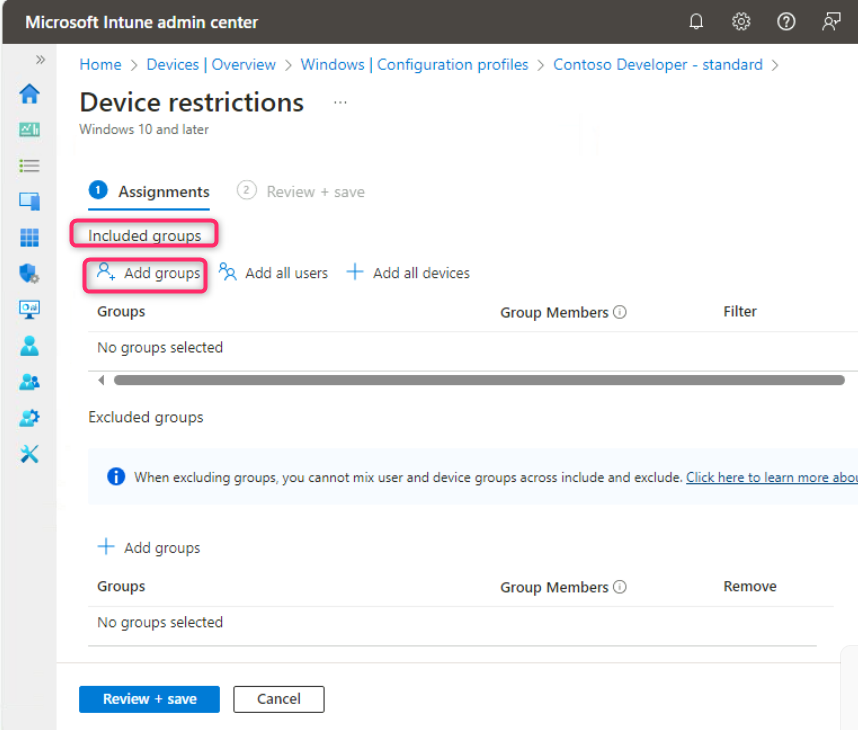 Microsoft Intune admin center
Home > Devices | Overview > Windows | Configuration profiles > Contoso Developer - standard >
Device restrictions ...
Windows 10 and later
1 Assignments 2 Review + save
Included groups
Add groups Add all users Add all devices
Groups Group Members Filter
No groups selected
Excluded groups
When excluding groups, you cannot mix user and device groups across include and exclude. Click here to learn more abou
Add groups
Groups Group Members Remove
No groups selected
Review + save Cancel